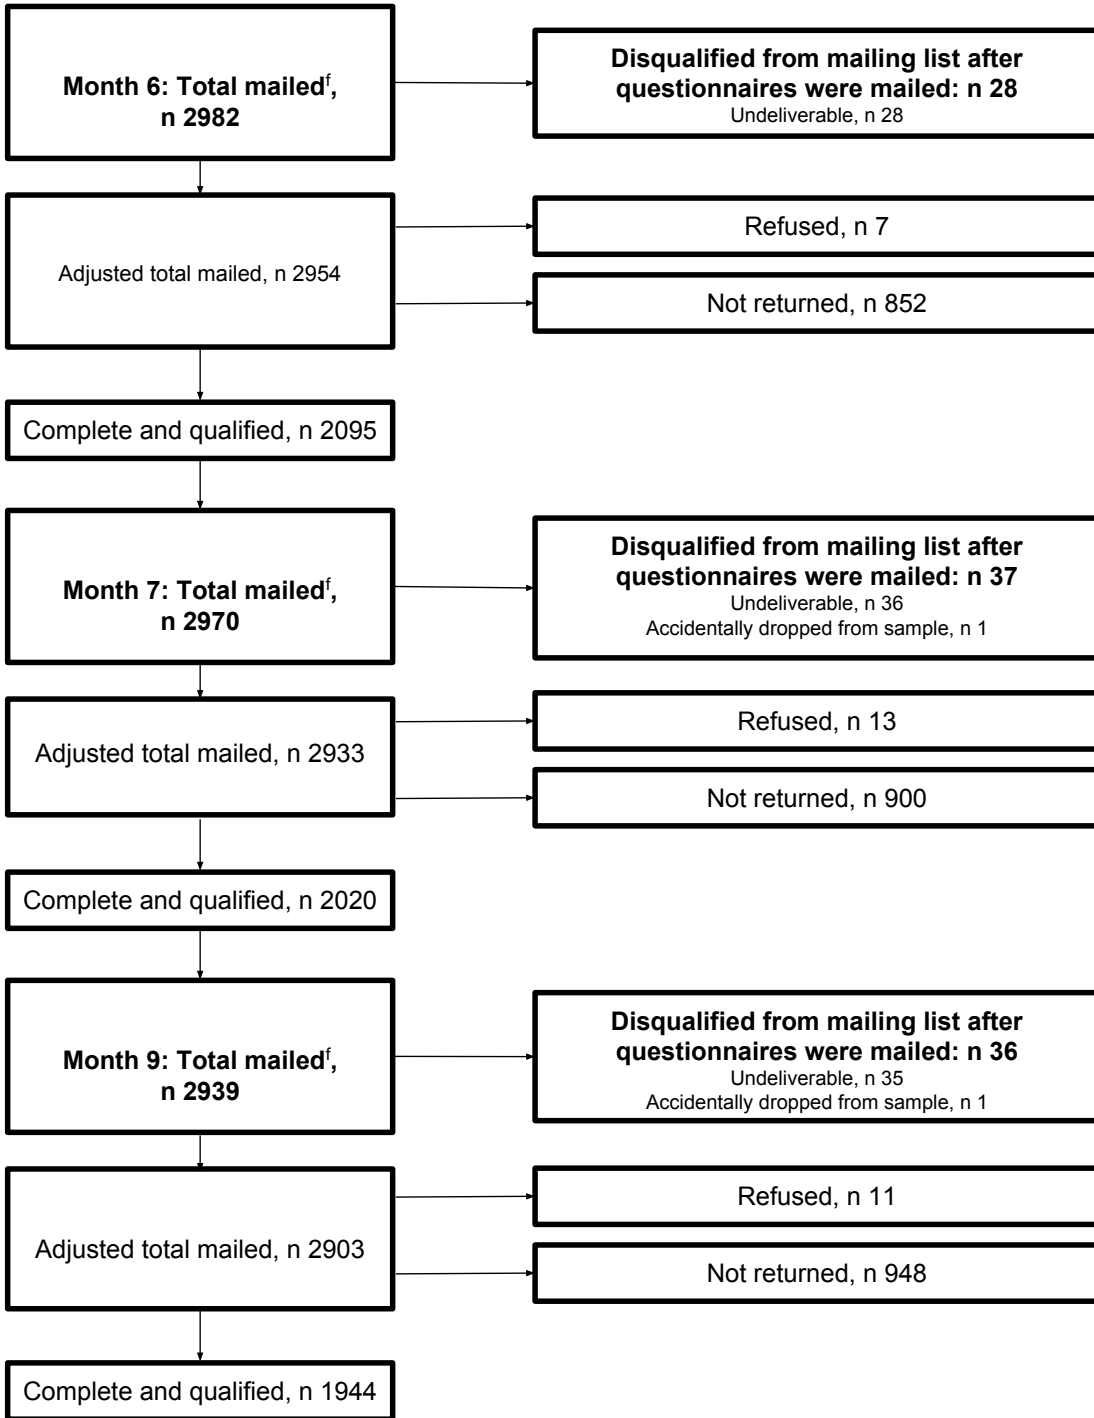 Month 6: Total mailedᶠ,
n 2982
Disqualified from mailing list after
questionnaires were mailed: n 28
Undeliverable, n 28
Adjusted total mailed, n 2954
Refused, n 7
Not returned, n 852
Complete and qualified, n 2095
Month 7: Total mailedᶠ,
n 2970
Disqualified from mailing list after
questionnaires were mailed: n 37
Undeliverable, n 36
Accidentally dropped from sample, n 1
Adjusted total mailed, n 2933
Refused, n 13
Not returned, n 900
Complete and qualified, n 2020
Month 9: Total mailedᶠ,
n 2939
Disqualified from mailing list after
questionnaires were mailed: n 36
Undeliverable, n 35
Accidentally dropped from sample, n 1
Adjusted total mailed, n 2903
Refused, n 11
Not returned, n 948
Complete and qualified, n 1944